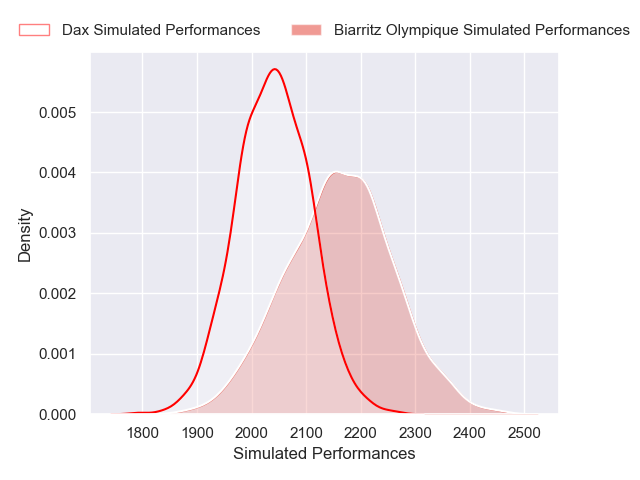 Dax Simulated Performances
Biarritz Olympique Simulated Performances
0.005
0.004
0.003
0.002
0.001
0.000
Density
1800 1900 2000 2100 2200 2300 2400 2500
Simulated Performances